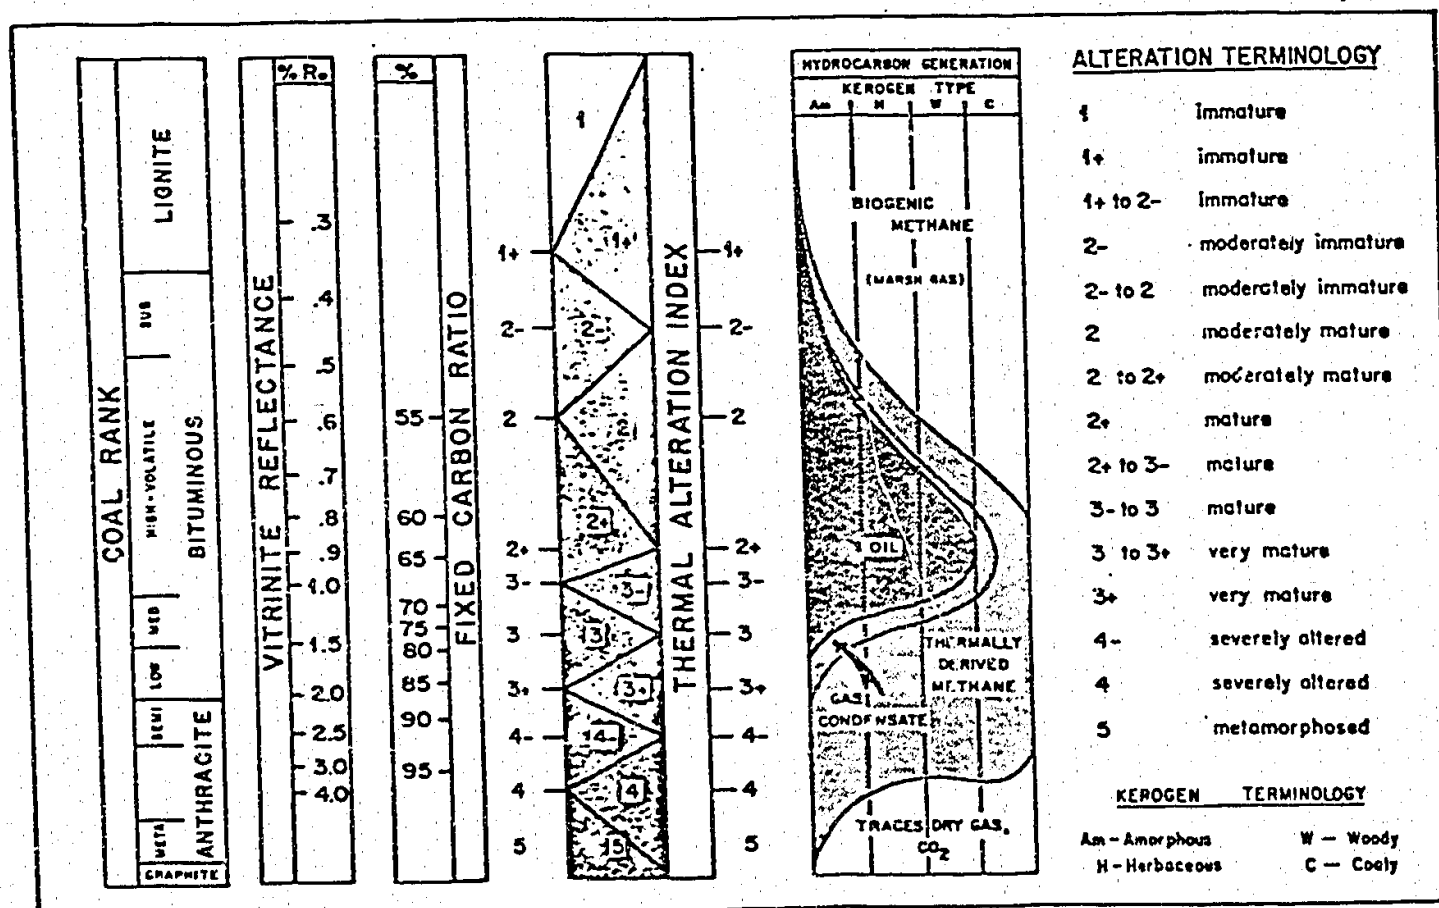 COAL RANK
LIGNITE
SUB
HIGH-VOLATILE
MED
LOW
BITUMINOUS
SEMI
META
ANTHRACITE
GRAPHITE
VITRINITE REFLECTANCE
% Ro
.3
.4
.5
.6
.7
.8
.9
1.0
1.5
2.0
2.5
3.0
4.0
%
55
60
65
70
75
80
85
90
95
FIXED CARBON RATIO
1+
2-
2
2+
3-
3
3+
4-
4
5
1
1+
2-
2
2+
3-
3
3+
4-
4
5
THERMAL ALTERATION INDEX
1+
2-
2
2+
3-
3
3+
4-
4
5
HYDROCARBON GENERATION
KEROGEN TYPE
Am H W C
BIOGENIC
METHANE
(MARSH GAS)
OIL
THERMALLY
DERIVED
METHANE
GAS
CONDENSATE
TRACES DRY GAS,
CO2
ALTERATION TERMINOLOGY
1 immature
1+ immature
1+ to 2- immature
2- moderately immature
2- to 2 moderately immature
2 moderately mature
2 to 2+ moderately mature
2+ mature
2+ to 3- mature
3- to 3 mature
3 to 3+ very mature
3+ very mature
4- severely altered
4 severely altered
5 metamorphosed
KEROGEN TERMINOLOGY
Am - Amorphous W — Woody
H - Herbaceous C — Coaly